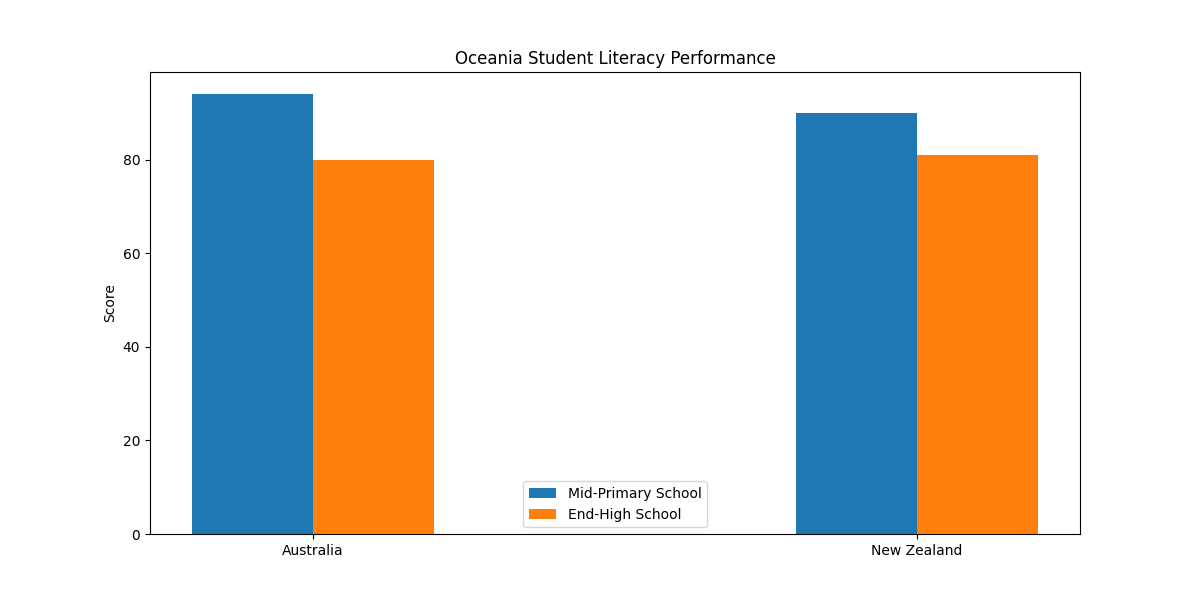 Oceania Student Literacy Performance
Score
80
60
40
20
0
Mid-Primary School
End-High School
Australia
New Zealand